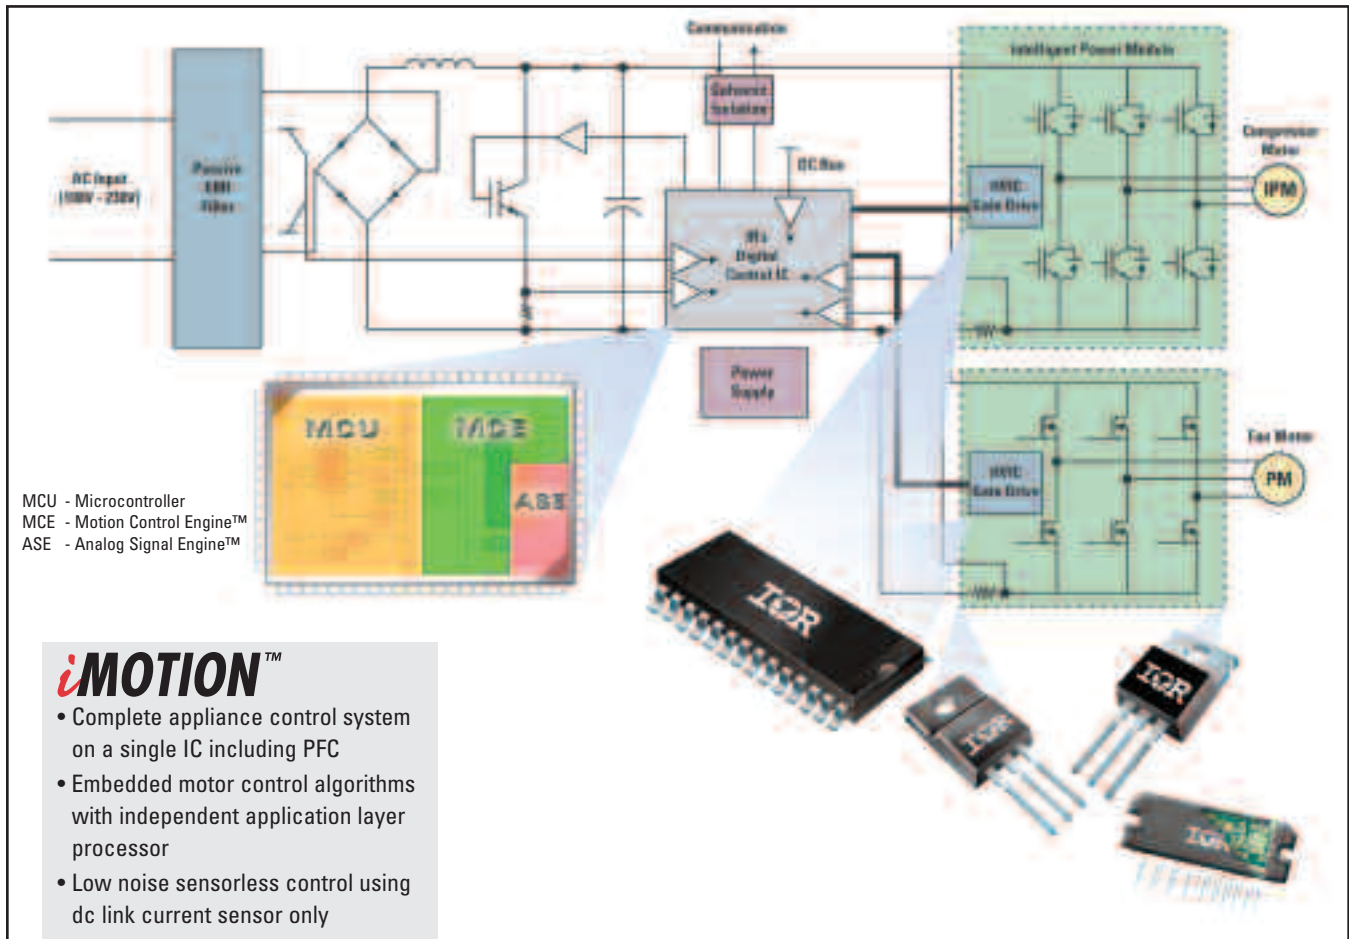 Communication
Intelligent Power Module
Galvanic
Isolation
Compressor
Motor
AC Input
(100V - 230V)
Passive
EMI
Filter
DC Bus
HVIC
Gate Drive
IPM
IR's
Digital
Control IC
Power
Supply
MCU
MCE
ASE
Fan Motor
HVIC
Gate Drive
PM
MCU - Microcontroller
MCE - Motion Control Engine™
ASE - Analog Signal Engine™
IOR
IOR
IOR
IOR
iMOTION™
• Complete appliance control system
on a single IC including PFC
• Embedded motor control algorithms
with independent application layer
processor
• Low noise sensorless control using
dc link current sensor only